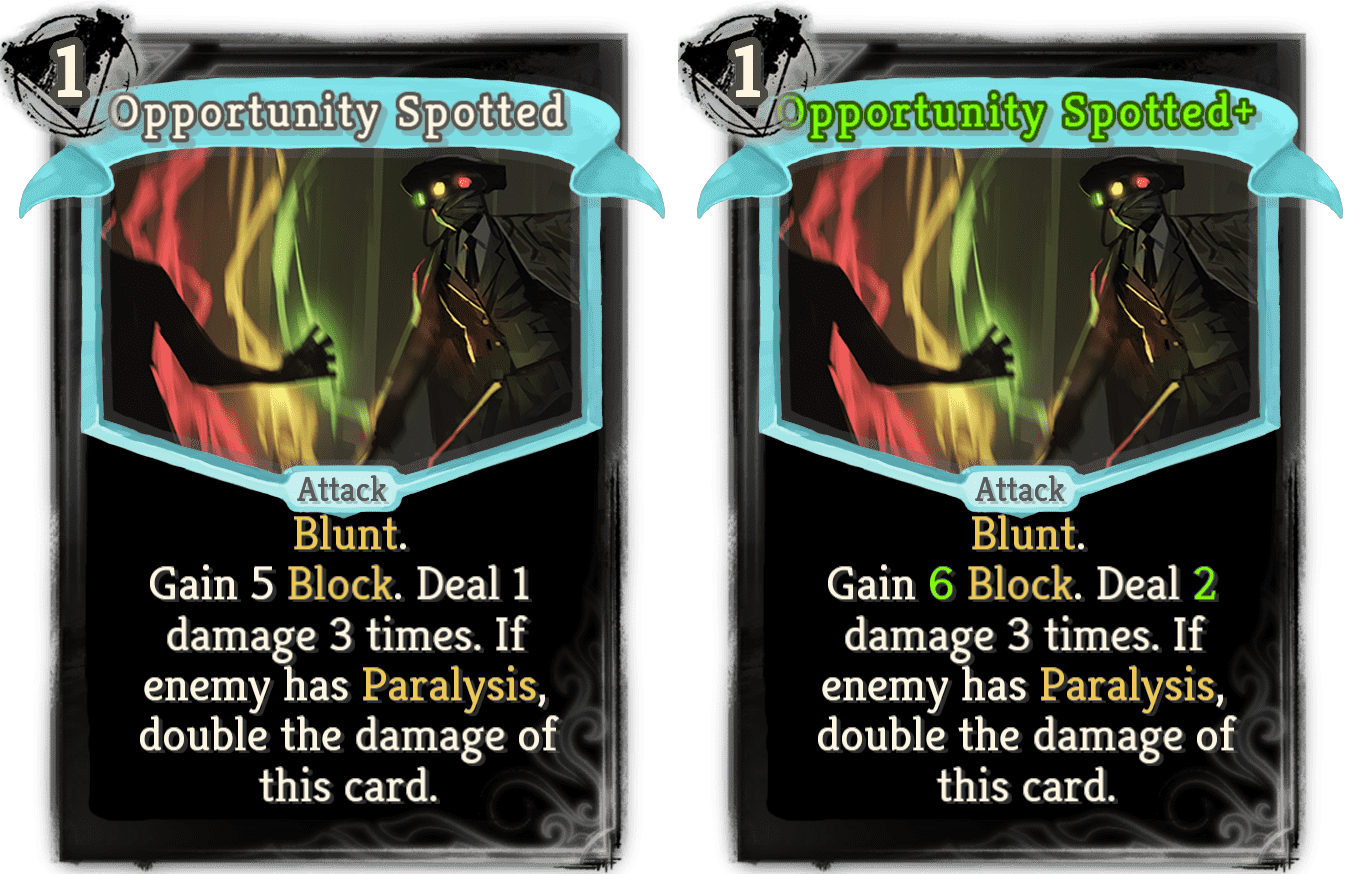 1
Opportunity Spotted
Attack
Blunt.
Gain 5 Block. Deal 1
damage 3 times. If
enemy has Paralysis,
double the damage of
this card.
1
Opportunity Spotted+
Attack
Blunt.
Gain 6 Block. Deal 2
damage 3 times. If
enemy has Paralysis,
double the damage of
this card.